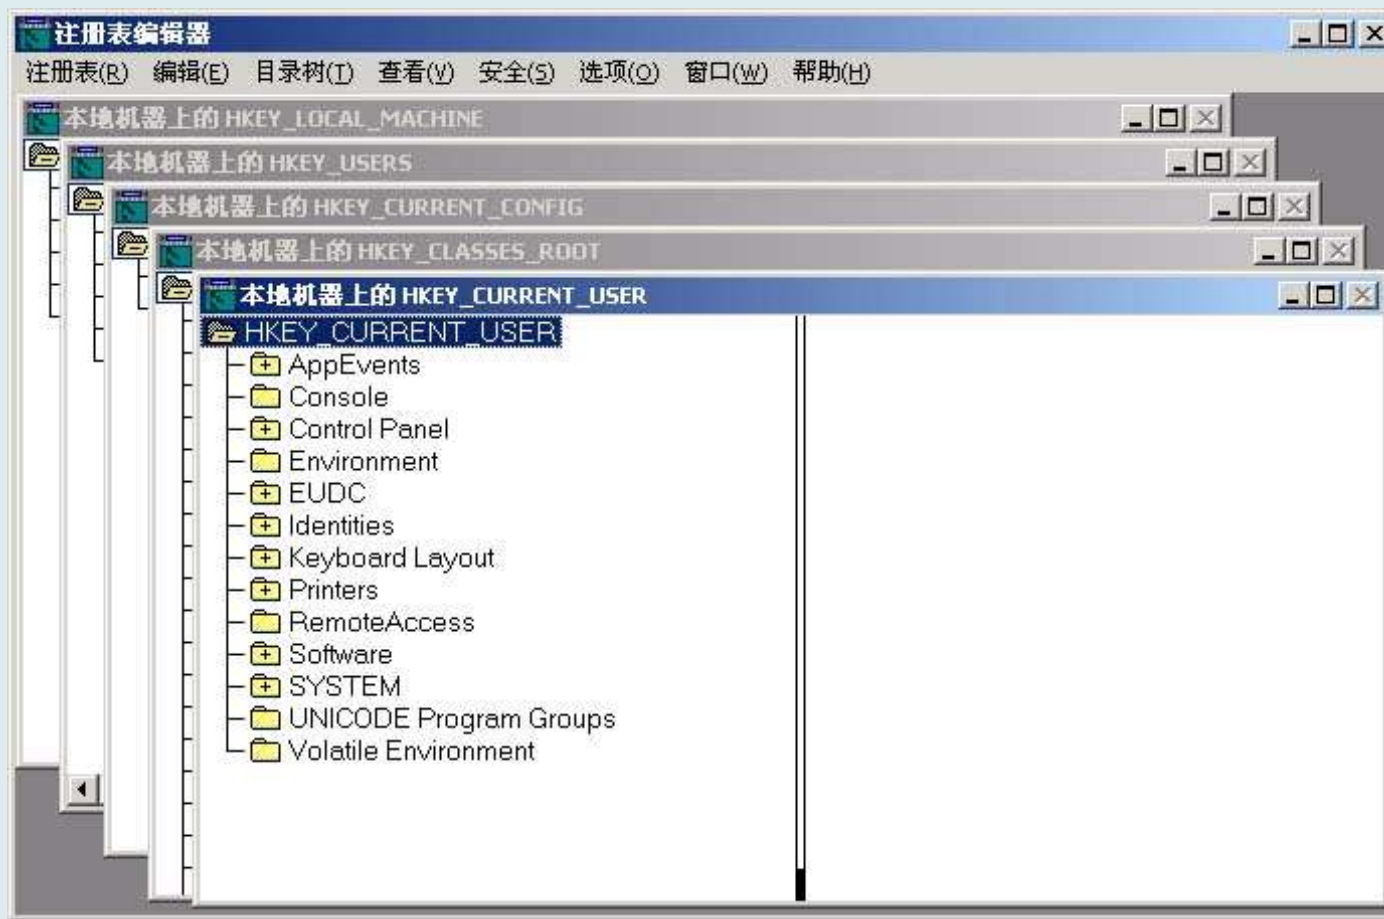 注册表编辑器
注册表(R) 编辑(E) 目录树(T) 查看(V) 安全(S) 选项(O) 窗口(W) 帮助(H)
本地机器上的 HKEY_LOCAL_MACHINE
本地机器上的 HKEY_USERS
本地机器上的 HKEY_CURRENT_CONFIG
本地机器上的 HKEY_CLASSES_ROOT
本地机器上的 HKEY_CURRENT_USER
HKEY_CURRENT_USER
AppEvents
Console
Control Panel
Environment
EUDC
Identities
Keyboard Layout
Printers
RemoteAccess
Software
SYSTEM
UNICODE Program Groups
Volatile Environment